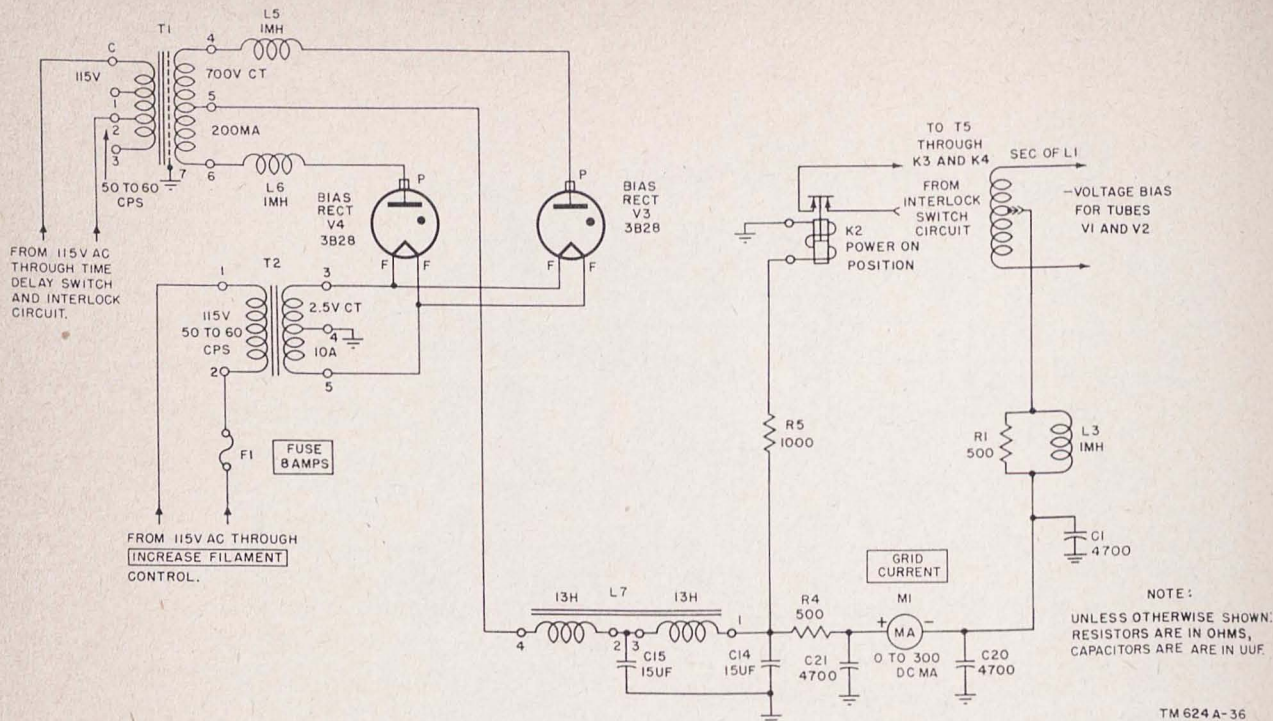 T1
C
115V
1
2
3
50 TO 60
CPS
4
700V CT
5
200MA
6
7
L5
1MH
L6
1MH
P
BIAS
RECT
V4
3B28
F
F
P
BIAS
RECT
V3
3B28
F
F
FROM 115V AC
THROUGH TIME
DELAY SWITCH
AND INTERLOCK
CIRCUIT.
T2
1
115V
50 TO 60
CPS
2
3
2.5V CT
4
10A
5
F1
FUSE
8 AMPS
FROM 115V AC THROUGH
INCREASE FILAMENT
CONTROL.
TO T5
THROUGH
K3 AND K4
FROM
INTERLOCK
SWITCH
CIRCUIT
K2
POWER ON
POSITION
SEC OF L1
-VOLTAGE BIAS
FOR TUBES
V1 AND V2
R5
1000
R1
500
L3
1MH
C1
4700
L7
13H
13H
4
2
3
1
C15
15UF
C14
15UF
R4
500
C21
4700
GRID
CURRENT
M1
+
MA
-
0 TO 300
DC MA
C20
4700
NOTE:
UNLESS OTHERWISE SHOWN:
RESISTORS ARE IN OHMS,
CAPACITORS ARE ARE IN UUF.
TM 624A-36